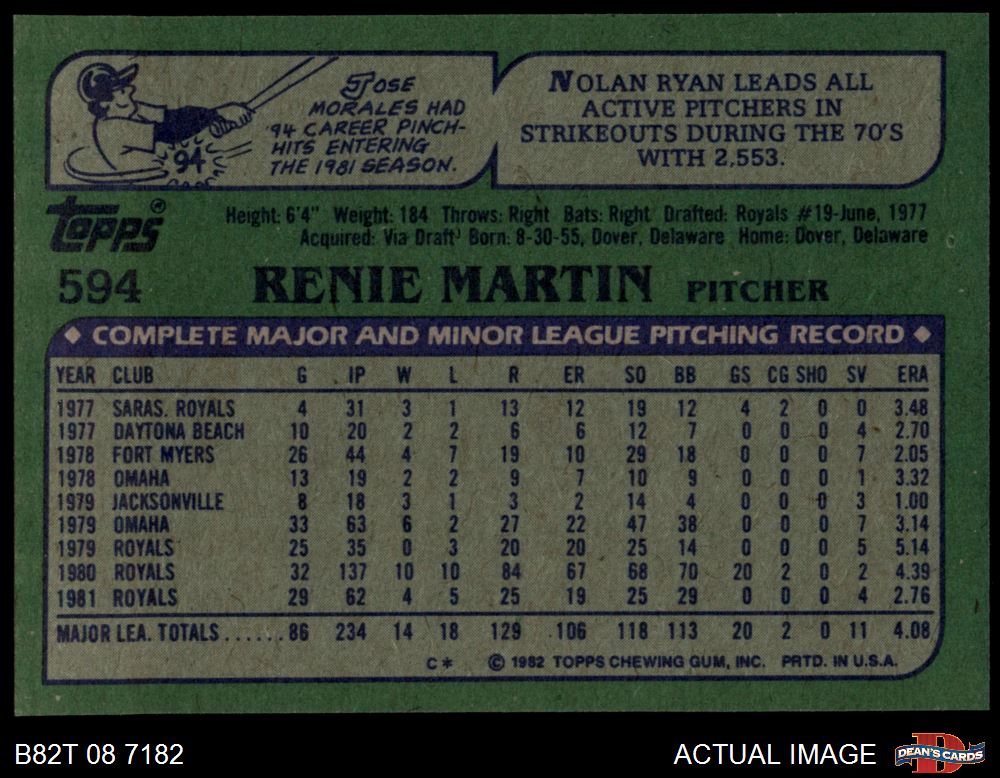 Jose
Morales had
94 career pinch-
hits entering
the 1981 season.
94
Nolan Ryan leads all
active pitchers in
strikeouts during the 70's
with 2,553.
topps®
Height: 6'4" Weight: 184 Throws: Right Bats: Right Drafted: Royals #19-June, 1977
Acquired: Via Draft Born: 8-30-55, Dover, Delaware Home: Dover, Delaware
594 RENIE MARTIN PITCHER
◆ COMPLETE MAJOR AND MINOR LEAGUE PITCHING RECORD ◆
YEAR CLUB G IP W L R ER SO BB GS CG SHO SV ERA
1977 SARAS. ROYALS 4 31 3 1 13 12 19 12 4 2 0 0 3.48
1977 DAYTONA BEACH 10 20 2 2 6 6 12 7 0 0 0 4 2.70
1978 FORT MYERS 26 44 4 7 19 10 29 18 0 0 0 7 2.05
1978 OMAHA 13 19 2 2 9 7 10 9 0 0 0 1 3.32
1979 JACKSONVILLE 8 18 3 1 3 2 14 4 0 0 0 3 1.00
1979 OMAHA 33 63 6 2 27 22 47 38 0 0 0 7 3.14
1979 ROYALS 25 35 0 3 20 20 25 14 0 0 0 5 5.14
1980 ROYALS 32 137 10 10 84 67 68 70 20 2 0 2 4.39
1981 ROYALS 29 62 4 5 25 19 25 29 0 0 0 4 2.76
MAJOR LEA. TOTALS......86 234 14 18 129 106 118 113 20 2 0 11 4.08
C* © 1982 TOPPS CHEWING GUM, INC. PRTD. IN U.S.A.
B82T 08 7182 ACTUAL IMAGE
DEAN'S CARDS